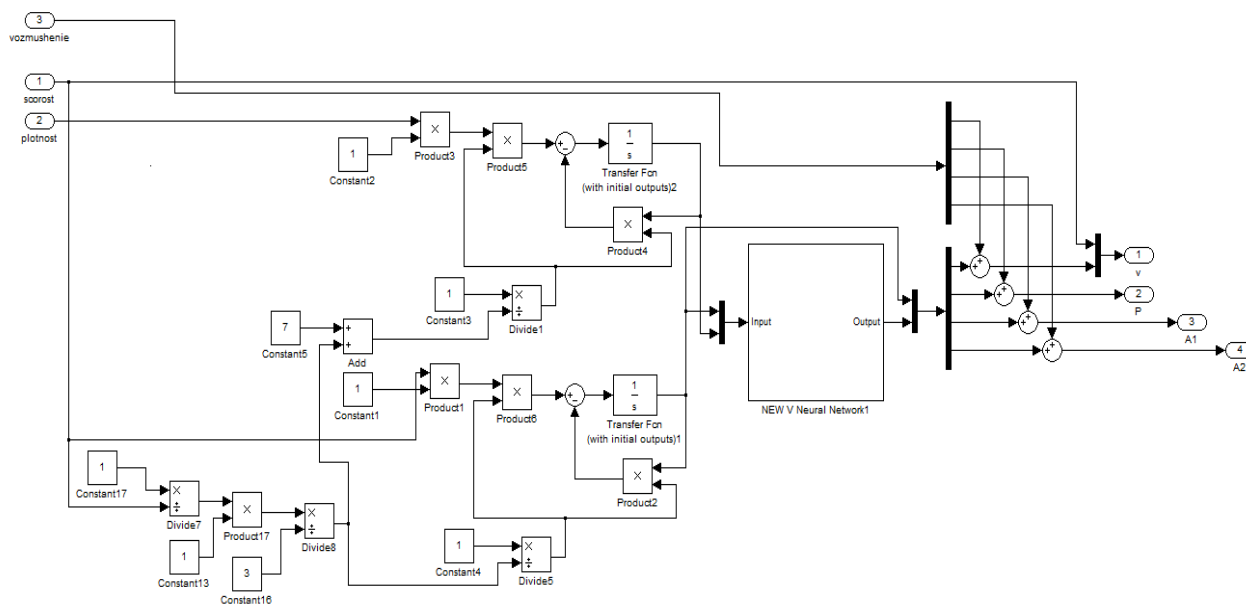 3
vozmushenie
1
scorost
2
plotnost
1
Constant2
×
Product3
×
Product5
+
−
1
s
Transfer Fcn
(with initial outputs)2
×
Product4
1
Constant3
×
÷
Divide1
7
Constant5
+
+
Add
1
Constant1
×
Product1
×
Product6
+
−
1
s
Transfer Fcn
(with initial outputs)1
×
Product2
1
Constant17
×
÷
Divide7
1
Constant13
×
Product17
3
Constant16
×
÷
Divide8
1
Constant4
×
÷
Divide5
Input
Output
NEW V Neural Network1
+
+
+
+
+
+
+
+
1
v
2
P
3
A1
4
A2